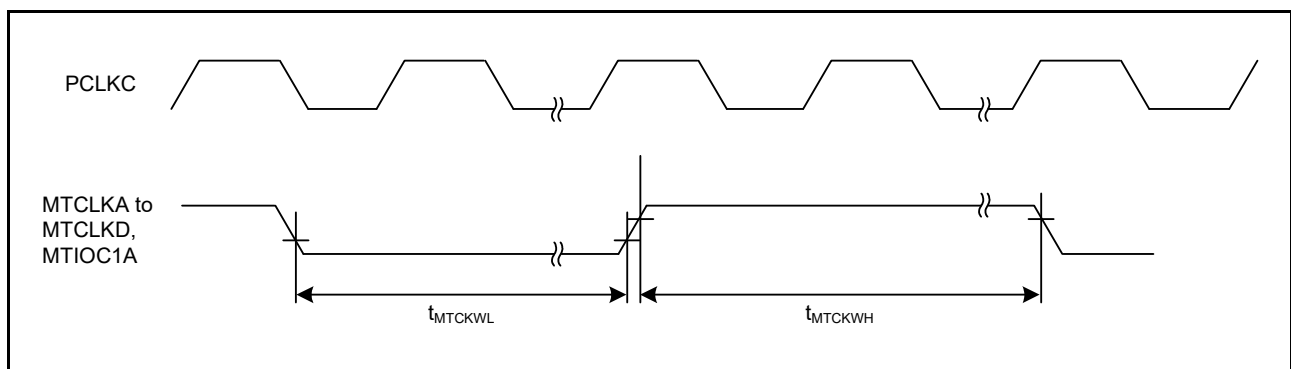 PCLKC
MTCLKA to
MTCLKD,
MTIOC1A
tMTCKWL
tMTCKWH